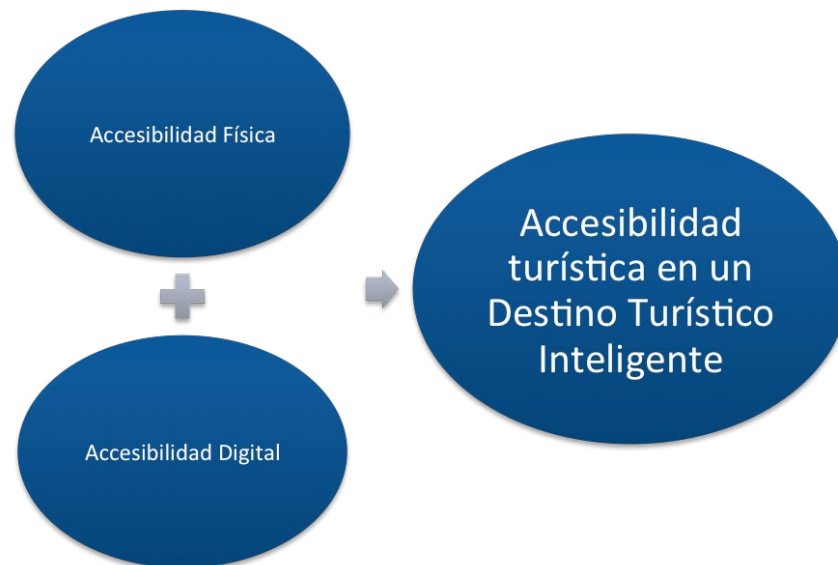 Accesibilidad Física
Accesibilidad Digital
Accesibilidad
turística en un
Destino Turístico
Inteligente